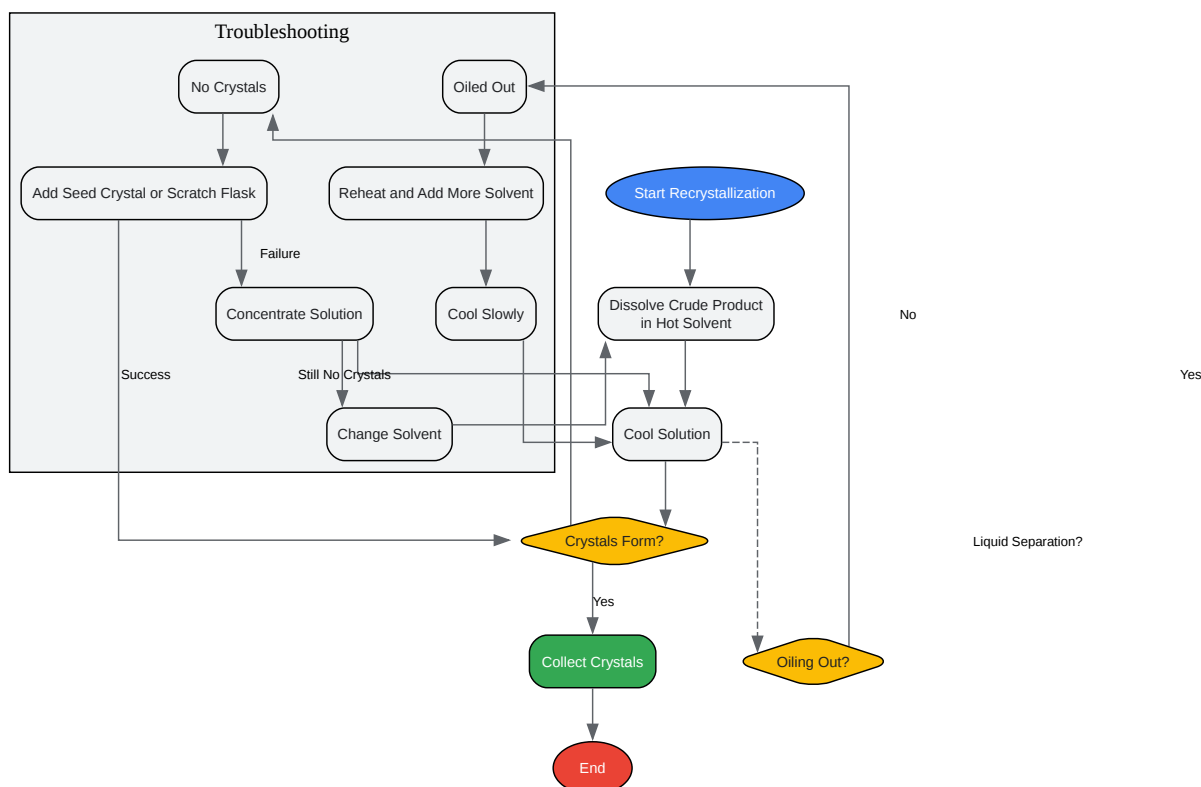 Troubleshooting
No Crystals
Oiled Out
Add Seed Crystal or Scratch Flask
Reheat and Add More Solvent
Start Recrystallization
Failure
Concentrate Solution
Cool Slowly
Dissolve Crude Product
in Hot Solvent
No
Success
Still No Crystals
Yes
Change Solvent
Cool Solution
Crystals Form?
Liquid Separation?
Yes
Collect Crystals
Oiling Out?
End